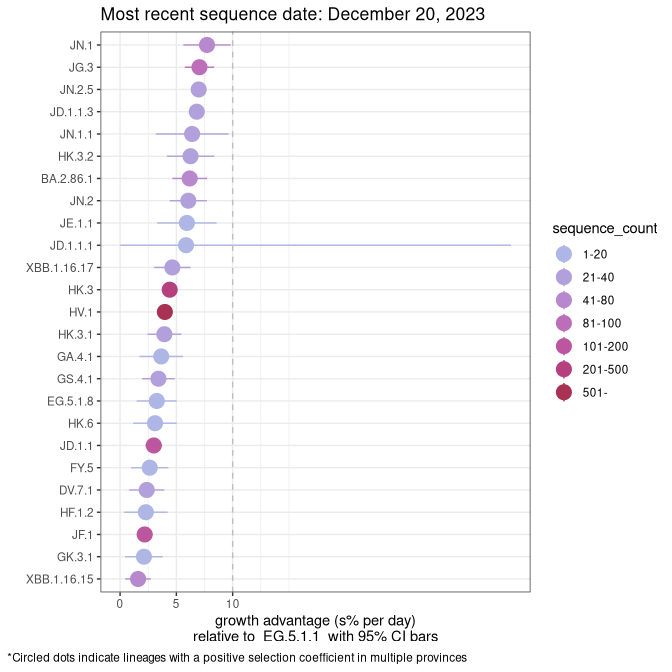 Most recent sequence date: December 20, 2023
JN.1
JG.3
JN.2.5
JD.1.1.3
JN.1.1
HK.3.2
BA.2.86.1
JN.2
JE.1.1
JD.1.1.1
XBB.1.16.17
HK.3
HV.1
HK.3.1
GA.4.1
GS.4.1
EG.5.1.8
HK.6
JD.1.1
FY.5
DV.7.1
HF.1.2
JF.1
GK.3.1
XBB.1.16.15
0 5 10
growth advantage (s% per day)
relative to EG.5.1.1 with 95% CI bars
sequence_count
1-20
21-40
41-80
81-100
101-200
201-500
501-
*Circled dots indicate lineages with a positive selection coefficient in multiple provinces